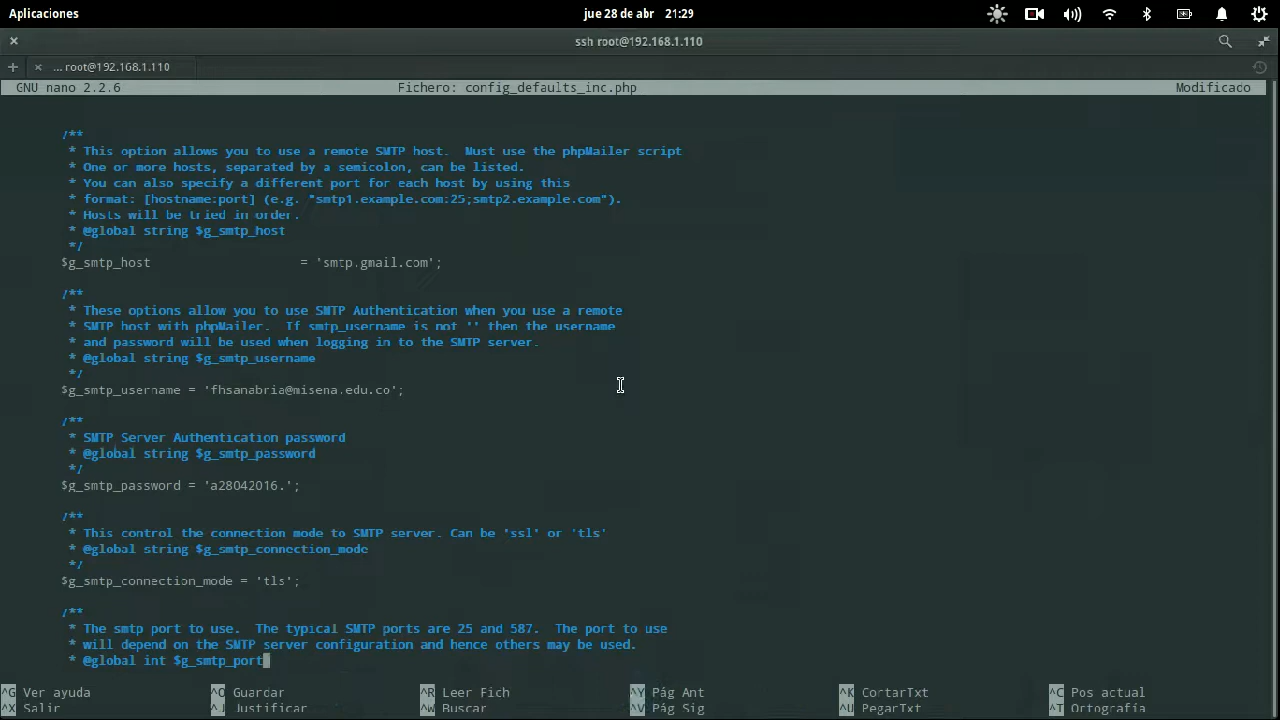 Aplicaciones jue 28 de abr 21:29
ssh root@192.168.1.110
... root@192.168.1.110
GNU nano 2.2.6 Fichero: config_defaults_inc.php Modificado
/**
* This option allows you to use a remote SMTP host.  Must use the phpMailer script
* One or more hosts, separated by a semicolon, can be listed.
* You can also specify a different port for each host by using this
* format: [hostname:port] (e.g. "smtp1.example.com:25;smtp2.example.com").
* Hosts will be tried in order.
* @global string $g_smtp_host
*/
$g_smtp_host = 'smtp.gmail.com';
/**
* These options allow you to use SMTP Authentication when you use a remote
* SMTP host with phpMailer.  If smtp_username is not '' then the username
* and password will be used when logging in to the SMTP server.
* @global string $g_smtp_username
*/
$g_smtp_username = 'fhsanabria@misena.edu.co';
/**
* SMTP Server Authentication password
* @global string $g_smtp_password
*/
$g_smtp_password = 'a28042016.';
/**
* This control the connection mode to SMTP server. Can be 'ssl' or 'tls'
* @global string $g_smtp_connection_mode
*/
$g_smtp_connection_mode = 'tls';
/**
* The smtp port to use.  The typical SMTP ports are 25 and 587.  The port to use
* will depend on the SMTP server configuration and hence others may be used.
* @global int $g_smtp_port
^G Ver ayuda ^O Guardar ^R Leer Fich ^Y Pág Ant ^K CortarTxt ^C Pos actual
^X Salir ^J Justificar ^W Buscar ^V Pág Sig ^U PegarTxt ^T Ortografía